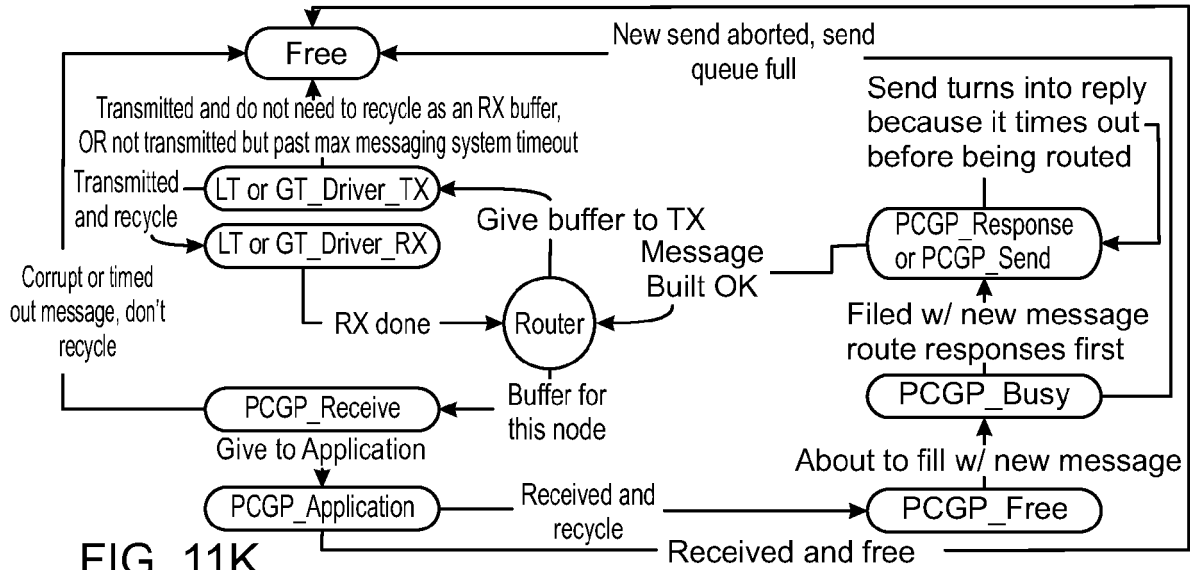 Free
New send aborted, send
queue full
Send turns into reply
because it times out
before being routed
Transmitted and do not need to recycle as an RX buffer,
OR not transmitted but past max messaging system timeout
Transmitted
and recycle
LT or GT_Driver_TX
LT or GT_Driver_RX
Give buffer to TX
Message
Built OK
PCGP_Response
or PCGP_Send
Corrupt or timed
out message, don't
recycle
RX done
Router
Filed w/ new message
route responses first
PCGP_Receive
Buffer for
this node
PCGP_Busy
Give to Application
About to fill w/ new message
PCGP_Application
Received and
recycle
PCGP_Free
Received and free
FIG. 11K